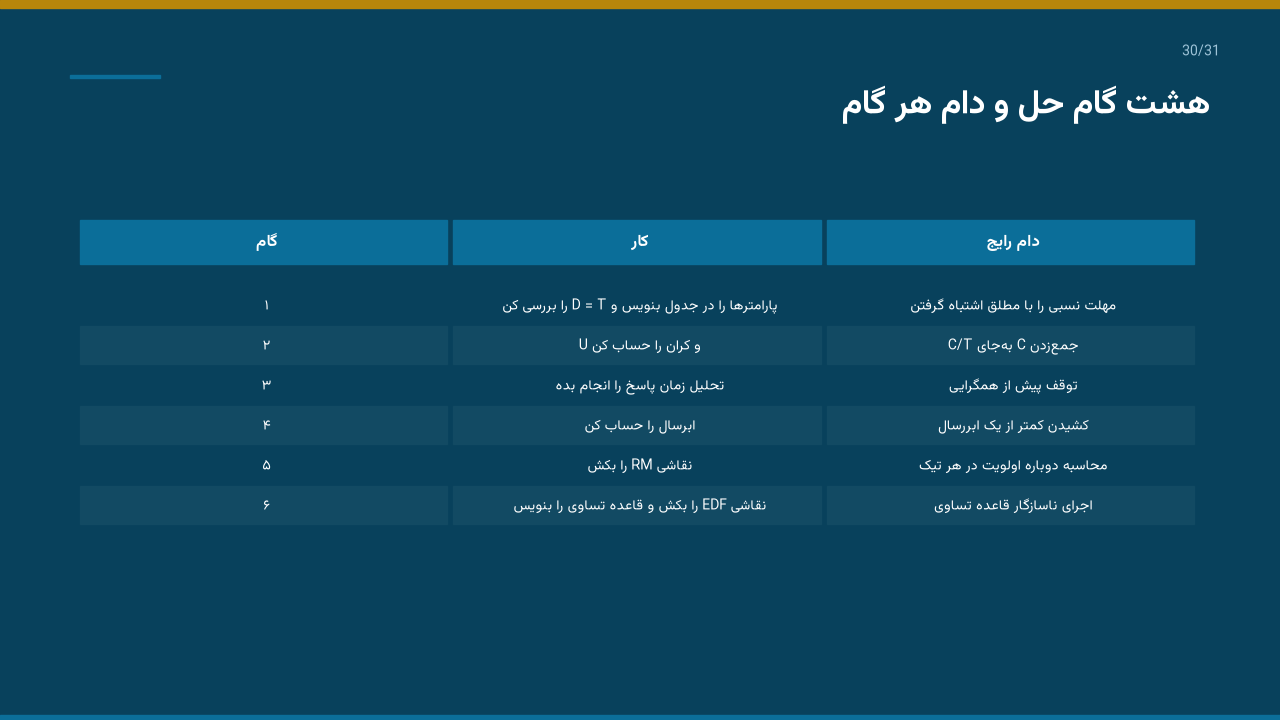 30/31
هشت گام حل و دام هر گام
گام کار دام رایج
۱ پارامترها را در جدول بنویس و D = T را بررسی کن مهلت نسبی را با مطلق اشتباه گرفتن
۲ و کران را حساب کن U جمع‌زدن C به‌جای C/T
۳ تحلیل زمان پاسخ را انجام بده توقف پیش از همگرایی
۴ ابرسال را حساب کن کشیدن کمتر از یک ابررسال
۵ نقاشی RM را بکش محاسبه دوباره اولویت در هر تیک
۶ نقاشی EDF را بکش و قاعده تساوی را بنویس اجرای ناسازگار قاعده تساوی